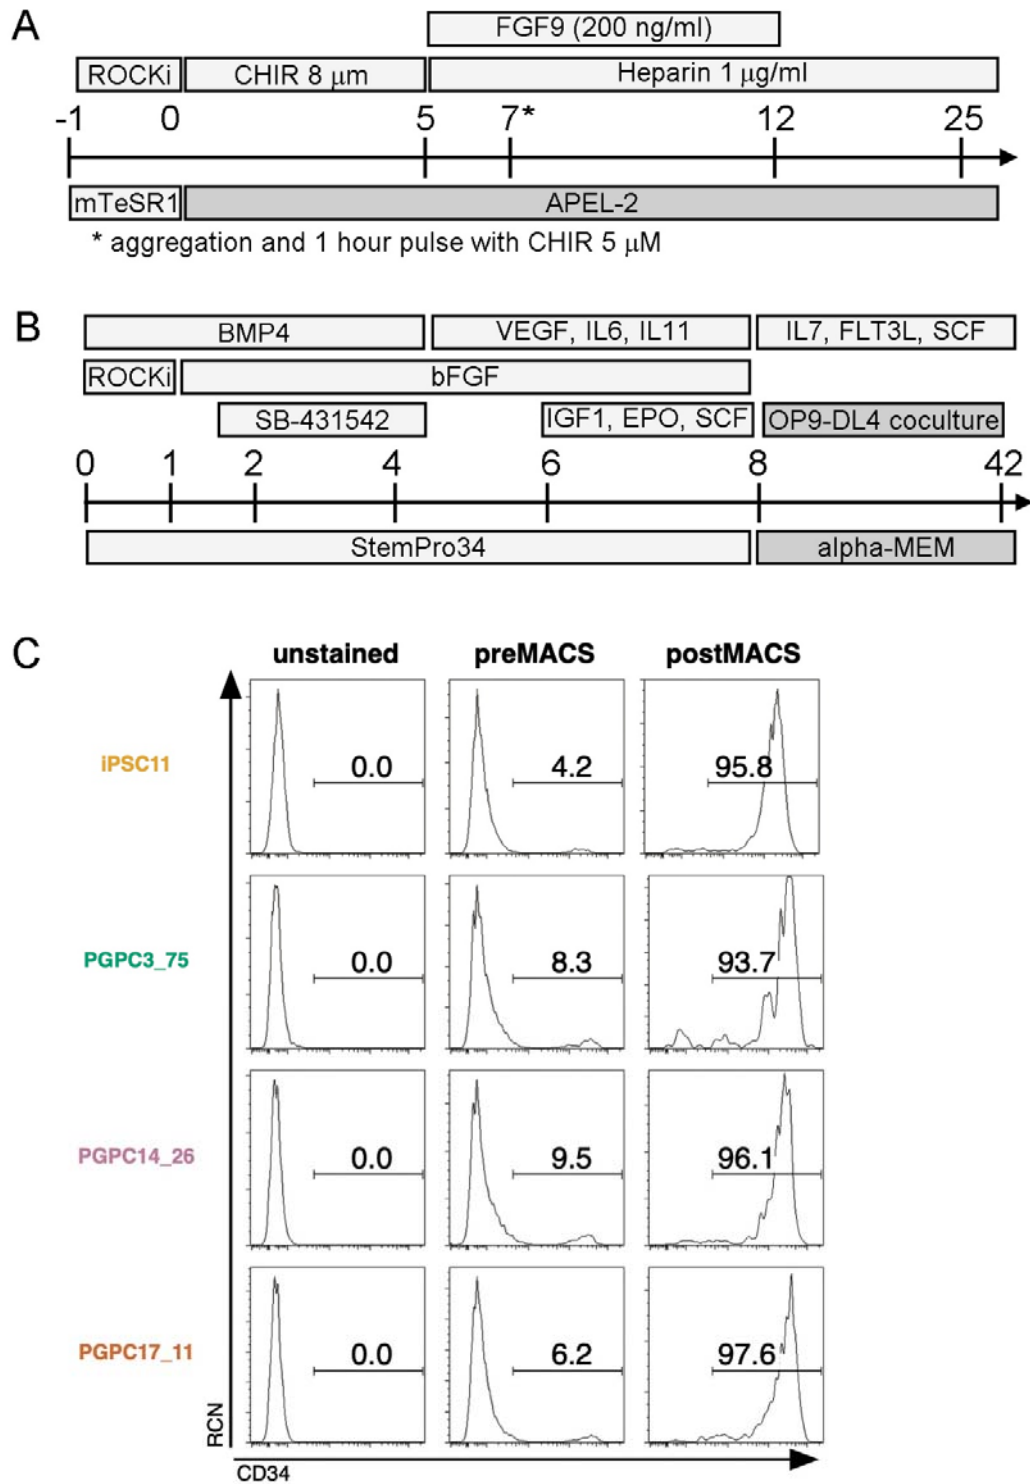 A
FGF9 (200 ng/ml)
ROCKi CHIR 8 μm Heparin 1 μg/ml
-1 0 5 7* 12 25
mTeSR1 APEL-2
* aggregation and 1 hour pulse with CHIR 5 μM
B
BMP4 VEGF, IL6, IL11 IL7, FLT3L, SCF
ROCKi bFGF
SB-431542 IGF1, EPO, SCF OP9-DL4 coculture
0 1 2 4 6 8 42
StemPro34 alpha-MEM
C
unstained preMACS postMACS
iPSC11 0.0 4.2 95.8
PGPC3_75 0.0 8.3 93.7
PGPC14_26 0.0 9.5 96.1
PGPC17_11 0.0 6.2 97.6
RCN
CD34